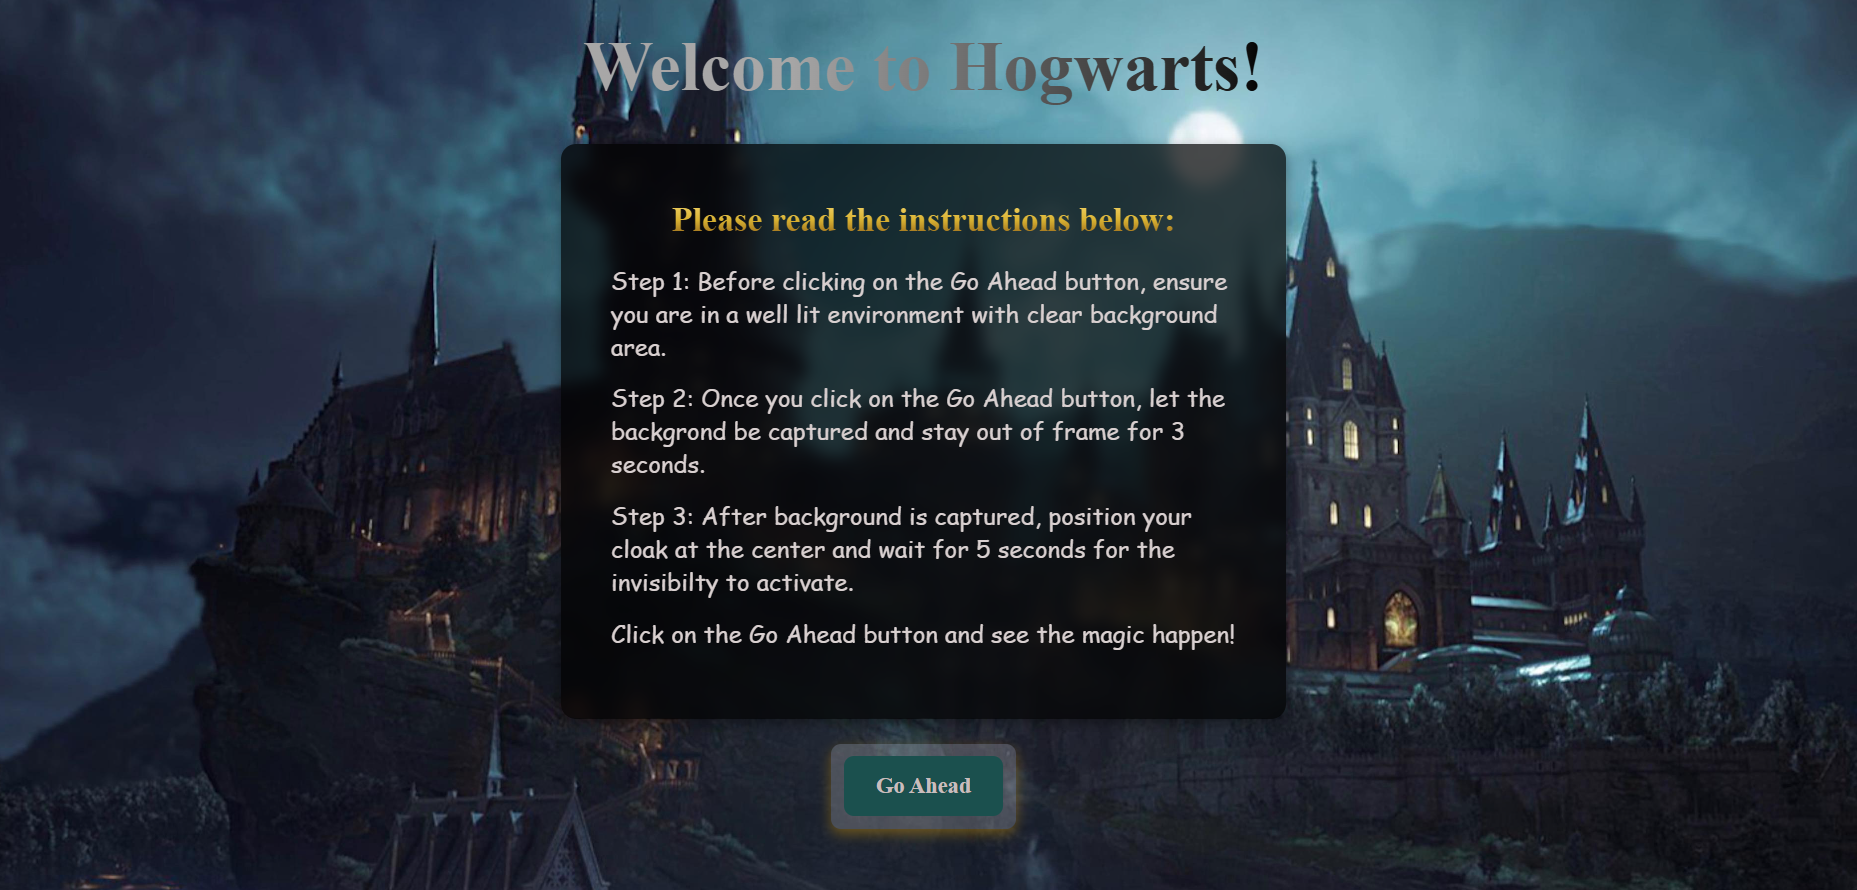 Welcome to Hogwarts!
Please read the instructions below:
Step 1: Before clicking on the Go Ahead button, ensure
you are in a well lit environment with clear background
area.
Step 2: Once you click on the Go Ahead button, let the
backgrond be captured and stay out of frame for 3
seconds.
Step 3: After background is captured, position your
cloak at the center and wait for 5 seconds for the
invisibilty to activate.
Click on the Go Ahead button and see the magic happen!
Go Ahead